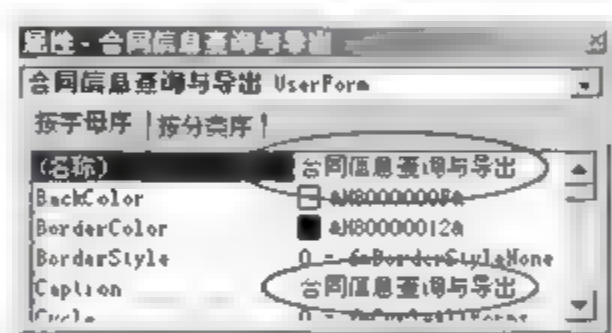 属性 - 合同信息查询与导出
合同信息查询与导出 UserForm
按字母序 按分类序
(名称) 合同信息查询与导出
BackColor &H8000000F&
BorderColor &H80000012&
BorderStyle 0 - fmBorderStyleNone
Caption 合同信息查询与导出
Cycle 0 - fmCycleAllForms